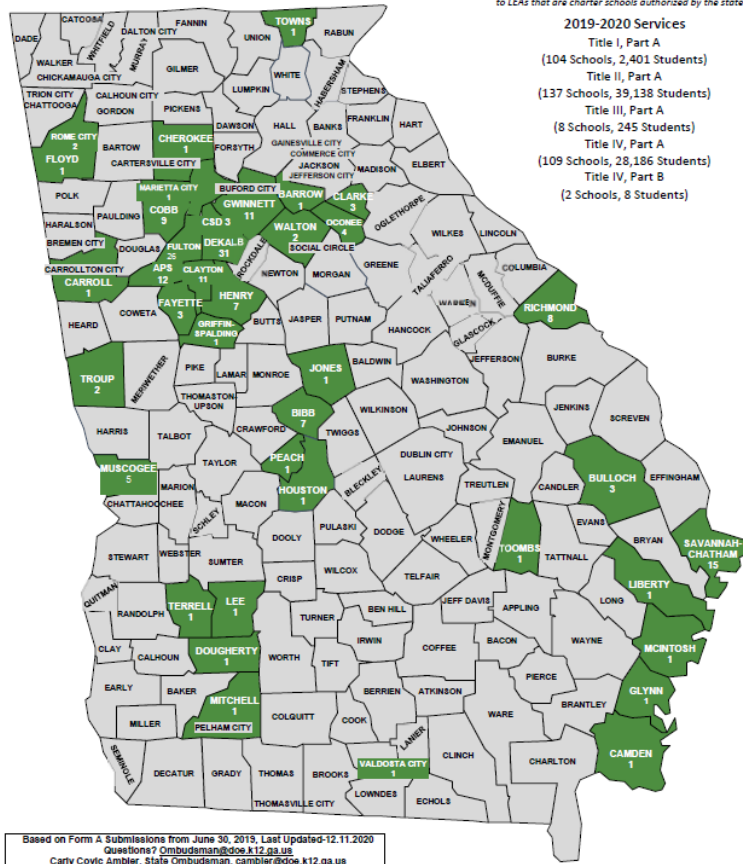 to LEAs that are charter schools authorized by the state
2019-2020 Services
Title I, Part A
(104 Schools, 2,401 Students)
Title II, Part A
(137 Schools, 39,138 Students)
Title III, Part A
(8 Schools, 245 Students)
Title IV, Part A
(109 Schools, 28,186 Students)
Title IV, Part B
(2 Schools, 8 Students)
DADE
CATOOSA
WHITFIELD
DALTON CITY
MURRAY
FANNIN
UNION
TOWNS
1
RABUN
WALKER
CHICKAMAUGA CITY
GILMER
WHITE
HABERSHAM
LUMPKIN
STEPHENS
TRION CITY
CHATTOOGA
CALHOUN CITY
GORDON
PICKENS
DAWSON
HALL
BANKS
FRANKLIN
HART
ROME CITY
2
FLOYD
1
BARTOW
CARTERSVILLE CITY
CHEROKEE
1
FORSYTH
GAINESVILLE CITY
COMMERCE CITY
JACKSON
JEFFERSON CITY
MADISON
ELBERT
POLK
PAULDING
MARIETTA CITY
1
COBB
9
BUFORD CITY
GWINNETT
11
BARROW
1
CLARKE
3
OCONEE
4
OGLETHORPE
WILKES
LINCOLN
HARALSON
BREMEN CITY
DOUGLAS
FULTON
26
CSD 3
DEKALB
31
WALTON
2
SOCIAL CIRCLE
ROCKDALE
NEWTON
MORGAN
GREENE
TALIAFERRO
MCDUFFIE
COLUMBIA
CARROLLTON CITY
CARROLL
1
APS
12
CLAYTON
11
HENRY
7
FAYETTE
3
GRIFFIN-
SPALDING
1
WARREN
GLASCOCK
RICHMOND
8
HEARD
COWETA
BUTTS
JASPER
PUTNAM
HANCOCK
JEFFERSON
BURKE
TROUP
2
MERIWETHER
PIKE
LAMAR
MONROE
JONES
1
BALDWIN
WASHINGTON
JENKINS
SCREVEN
THOMASTON
UPSON
BIBB
7
WILKINSON
JOHNSON
EMANUEL
HARRIS
TALBOT
CRAWFORD
TWIGGS
DUBLIN CITY
LAURENS
TREUTLEN
CANDLER
BULLOCH
3
EFFINGHAM
MUSCOGEE
5
CHATTAHOOCHEE
MARION
TAYLOR
PEACH
1
HOUSTON
1
BLECKLEY
MACON
SCHLEY
DOOLY
PULASKI
DODGE
WHEELER
MONTGOMERY
TOOMBS
1
TATTNALL
EVANS
BRYAN
SAVANNAH-
CHATHAM
15
STEWART
WEBSTER
SUMTER
CRISP
WILCOX
TELFAIR
LIBERTY
1
LONG
QUITMAN
RANDOLPH
TERRELL
1
LEE
1
TURNER
BEN HILL
JEFF DAVIS
APPLING
WAYNE
MCINTOSH
1
CLAY
CALHOUN
DOUGHERTY
1
WORTH
TIFT
IRWIN
COFFEE
BACON
PIERCE
GLYNN
1
EARLY
BAKER
MITCHELL
1
PELHAM CITY
COLQUITT
COOK
BERRIEN
ATKINSON
WARE
BRANTLEY
MILLER
LANIER
CLINCH
CHARLTON
CAMDEN
1
SEMINOLE
DECATUR
GRADY
THOMAS
THOMASVILLE CITY
BROOKS
VALDOSTA CITY
1
LOWNDES
ECHOLS
Based on Form A Submissions from June 30, 2019, Last Updated-12.11.2020
Questions? Ombudsman@doe.k12.ga.us
Carly Covic Ambler, State Ombudsman, cambler@doe.k12.ga.us